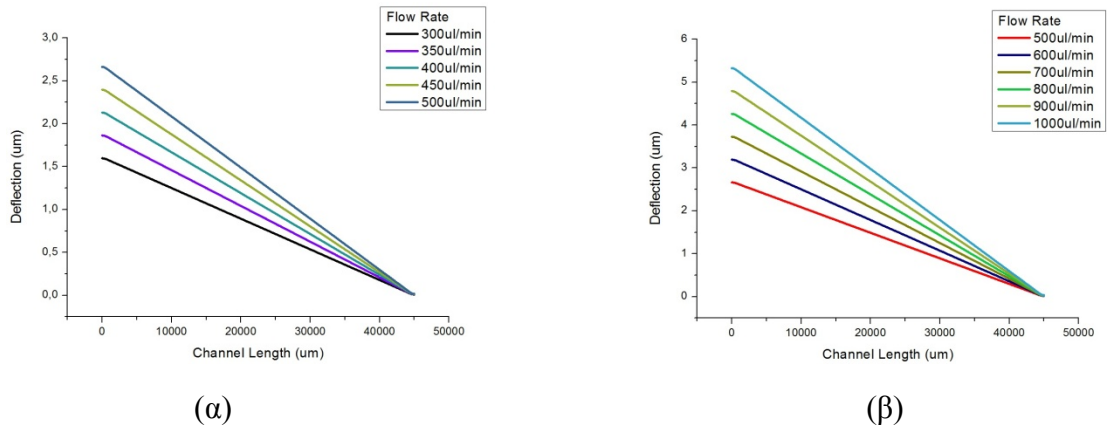 Flow Rate
300ul/min
350ul/min
400ul/min
450ul/min
500ul/min
3,0
2,5
2,0
1,5
1,0
0,5
0,0
Deflection (um)
0 10000 20000 30000 40000 50000
Channel Length (um)
(α)
Flow Rate
500ul/min
600ul/min
700ul/min
800ul/min
900ul/min
1000ul/min
6
5
4
3
2
1
0
Deflection (um)
0 10000 20000 30000 40000 50000
Channel Length (um)
(β)